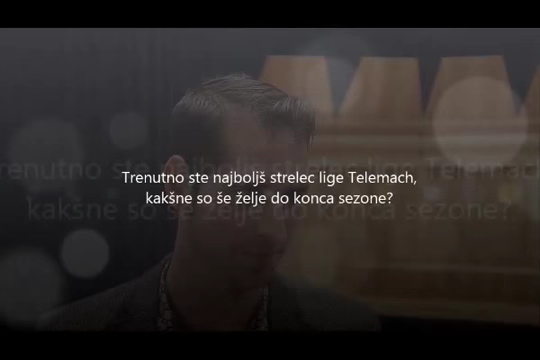 Trenutno ste najboljš strelec lige Telemach,
kakšne so še želje do konca sezone?